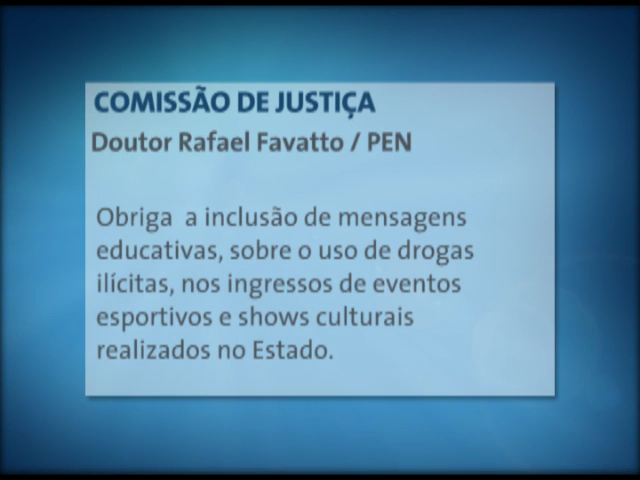 COMISSÃO DE JUSTIÇA
Doutor Rafael Favatto / PEN
Obriga a inclusão de mensagens
educativas, sobre o uso de drogas
ilícitas, nos ingressos de eventos
esportivos e shows culturais
realizados no Estado.